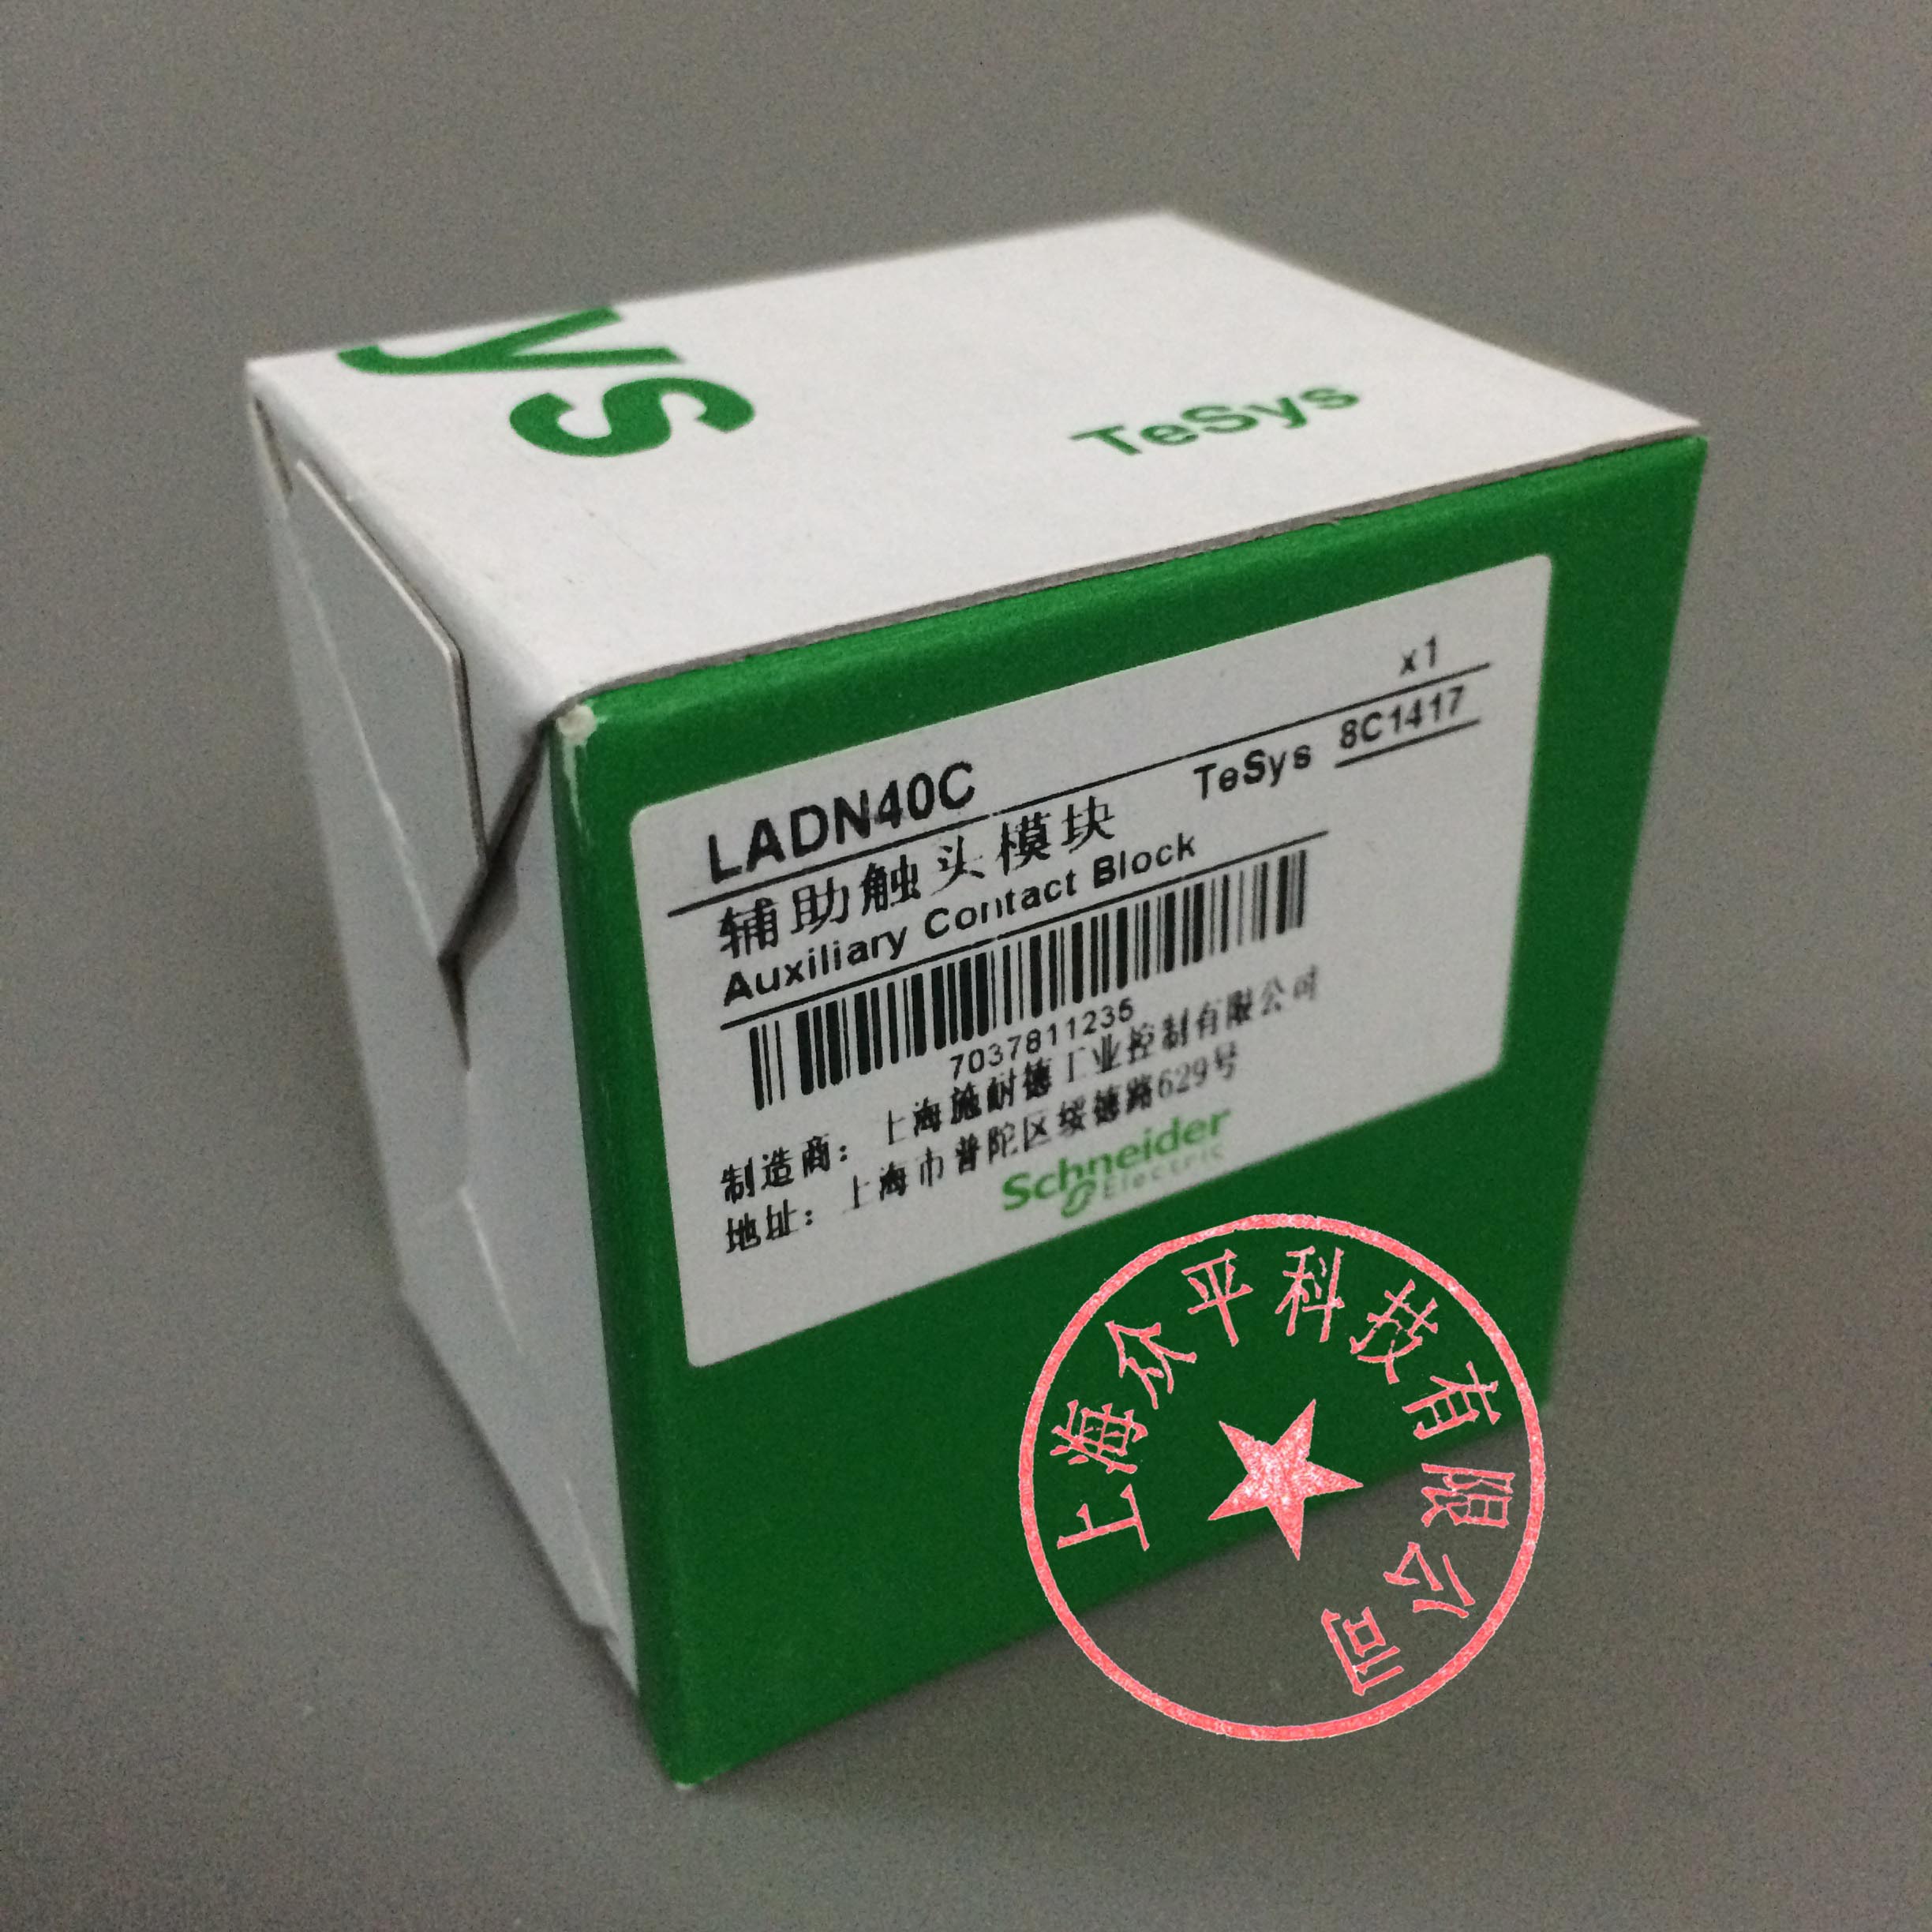 ys
TeSys
x1
LADN40C
辅助触头模块 TeSys 8C1417
Auxiliary Contact Block
7037811235
制造商: 上海施耐德工业控制有限公司
地址: 上海市普陀区绥德路629号
Schneider
Electric
上海众平科技有限公司